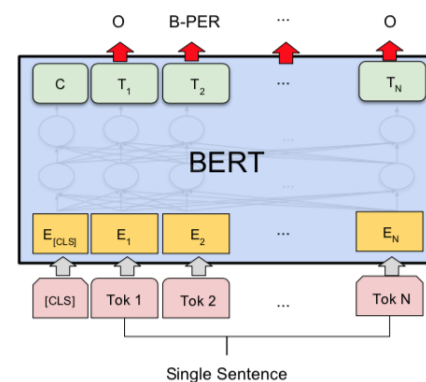 O B-PER ... O
C T1 T2 TN
...
BERT
...
E[CLS] E1 E2 ... EN
[CLS] Tok 1 Tok 2 ... Tok N
Single Sentence